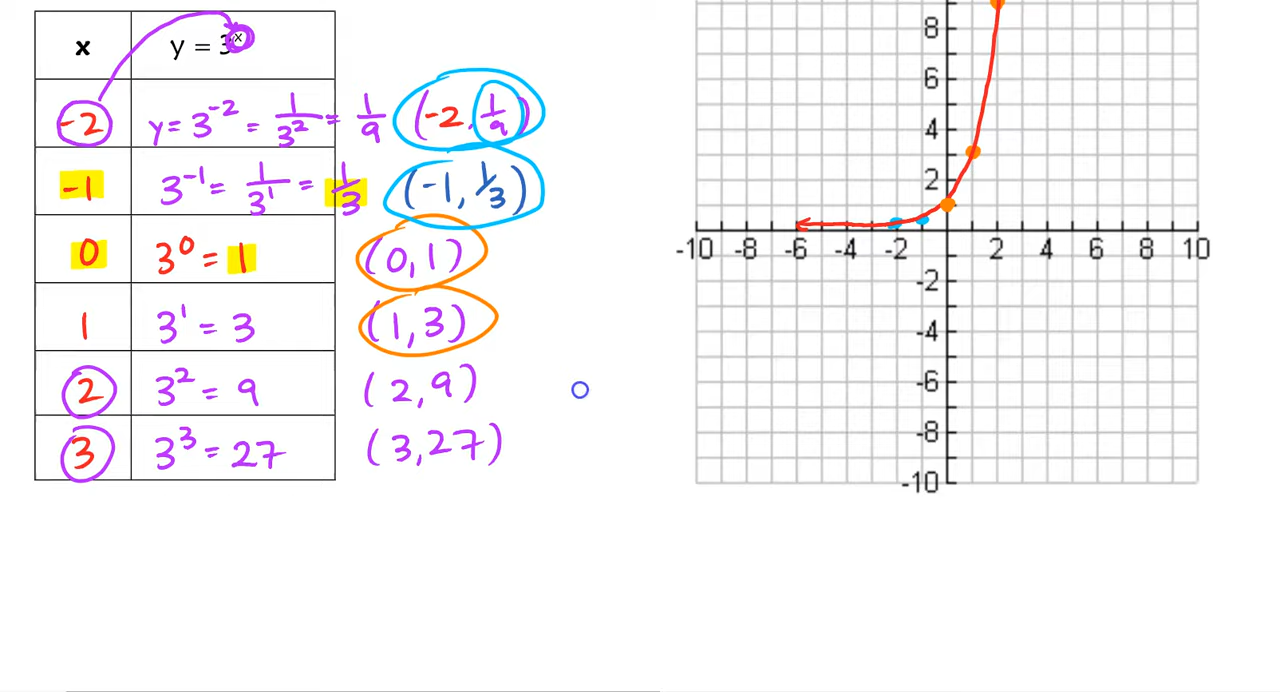 x y = 3^x
-2 y = 3^-2 = 1/3^2 = 1/9 (-2, 1/9)
-1 3^-1 = 1/3^1 = 1/3 (-1, 1/3)
0 3^0 = 1 (0, 1)
1 3^1 = 3 (1, 3)
2 3^2 = 9 (2, 9)
3 3^3 = 27 (3, 27)
8
6
4
2
-10 -8 -6 -4 -2 2 4 6 8 10
-2
-4
-6
-8
-10